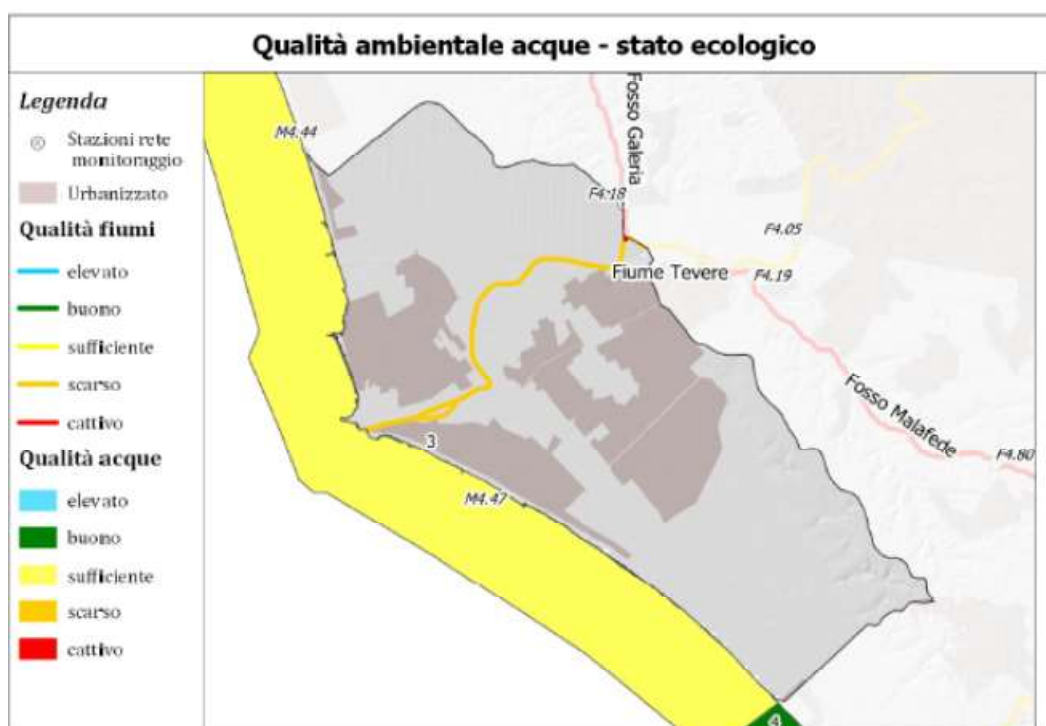 Qualità ambientale acque - stato ecologico
Legenda
Stazioni rete
monitoraggio
Urbanizzato
Qualità fiumi
elevato
buono
sufficiente
scarso
cattivo
Qualità acque
elevato
buono
sufficiente
scarso
cattivo
M4.44
Fosso Galeria
F4.18
F4.05
Fiume Tevere
F4.19
Fosso Malafede
F4.80
3
M4.47
4